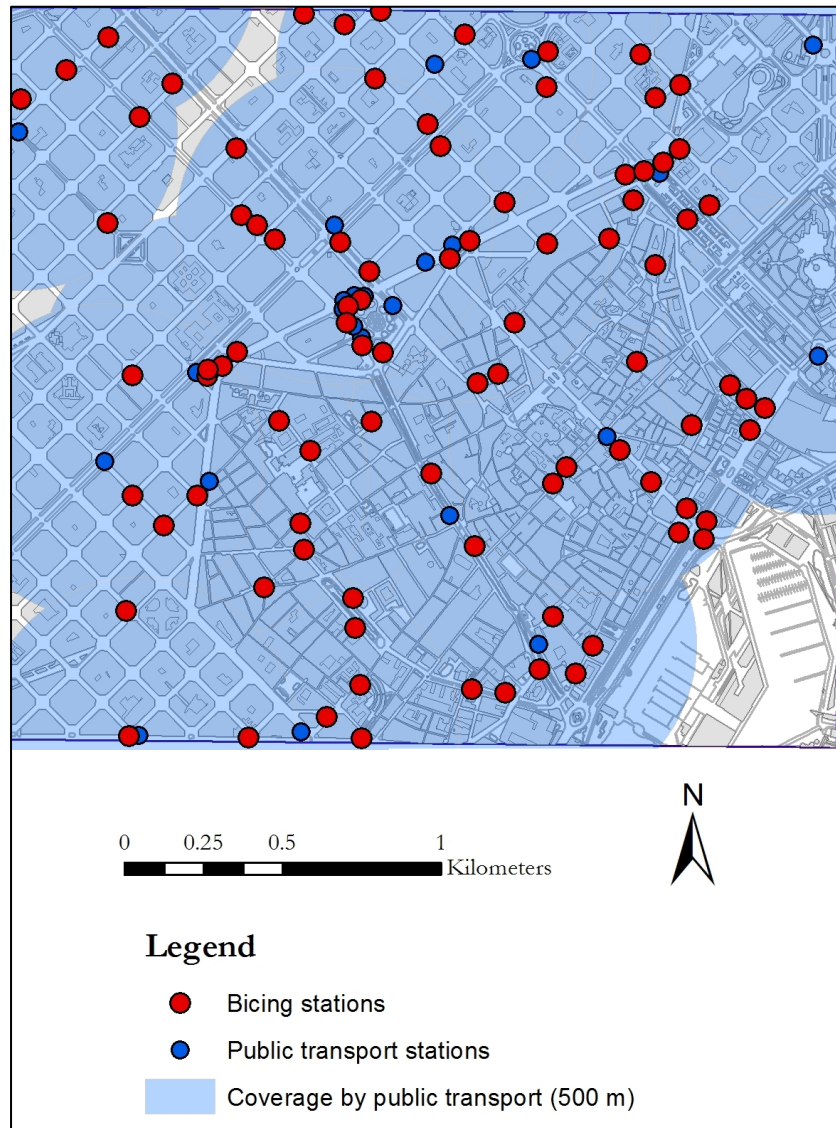 N
0 0.25 0.5 1
Kilometers
Legend
Bicing stations
Public transport stations
Coverage by public transport (500 m)